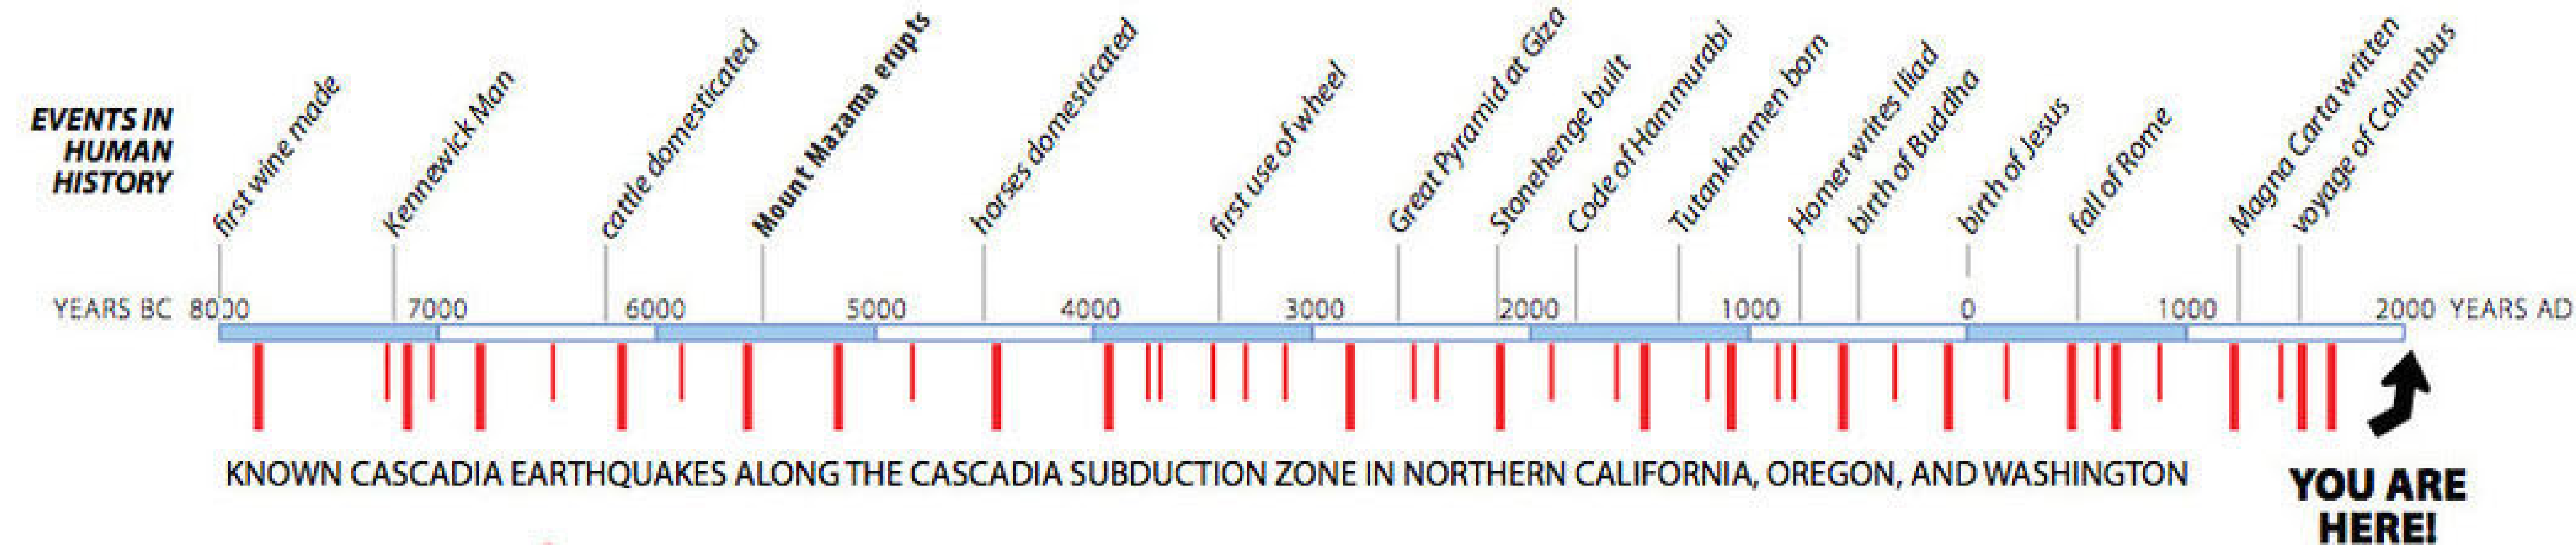 EVENTS IN
HUMAN
HISTORY
first wine made
Kennewick Man
cattle domesticated
Mount Mazama erupts
horses domesticated
first use of wheel
Great Pyramid at Giza
Stonehenge built
Code of Hammurabi
Tutankhamen born
Homer writes Iliad
birth of Buddha
birth of Jesus
fall of Rome
Magna Carta written
voyage of Columbus
YEARS BC 8000 7000 6000 5000 4000 3000 2000 1000 0 1000 2000 YEARS AD
KNOWN CASCADIA EARTHQUAKES ALONG THE CASCADIA SUBDUCTION ZONE IN NORTHERN CALIFORNIA, OREGON, AND WASHINGTON
YOU ARE
HERE!